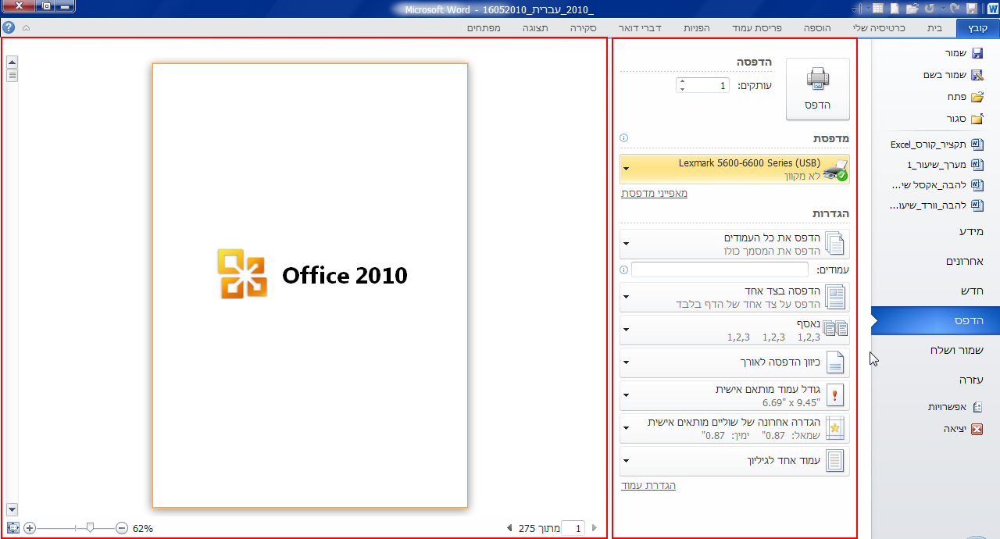 Microsoft Word - 16052010_עברית_2010_
קובץ
בית
כרטיסיה שלי
הוספה
פריסת עמוד
הפניות
דברי דואר
סקירה
תצוגה
מפתחים
שמור
שמור בשם
פתח
סגור
תקציר_קורס_Excel
מערך_שיעור_1
להבה_אקסל שי...
להבה_וורד_שיעו...
מידע
אחרונים
חדש
הדפס
שמור ושלח
עזרה
אפשרויות
יציאה
הדפס
הדפסה
עותקים: 1
מדפסת
Lexmark 5600-6600 Series (USB)
לא מקוון
מאפייני מדפסת
הגדרות
הדפס את כל העמודים
הדפס את המסמך כולו
עמודים:
הדפסה בצד אחד
הדפס על צד אחד של הדף בלבד
נאסף
1,2,3 1,2,3 1,2,3
כיוון הדפסה לאורך
גודל עמוד מותאם אישית
6.69" x 9.45"
הגדרה אחרונה של שוליים מותאים אישית
שמאל: 0.87" ימין: 0.87"
עמוד אחד לגיליון
הגדרת עמוד
Office 2010
1 מתוך 275
62%